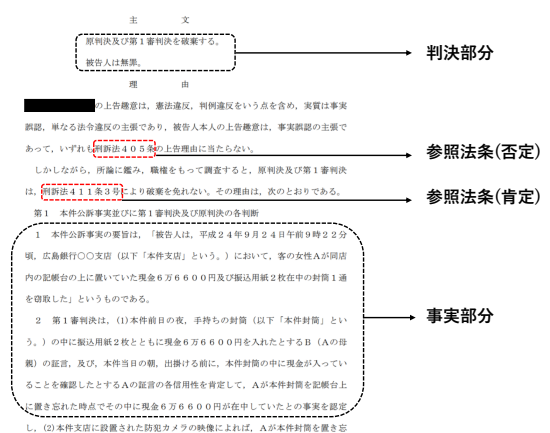 主　　　文
原判決及び第１審判決を破棄する。
被告人は無罪。
理　　　由
の上告趣意は，憲法違反，判例違反をいう点を含め，実質は事実
誤認，単なる法令違反の主張であり，被告人本人の上告趣意は，事実誤認の主張で
あって，いずれも刑訴法４０５条の上告理由に当たらない。
しかしながら，所論に鑑み，職権をもって調査すると，原判決及び第１審判決
は，刑訴法４１１条３号により破棄を免れない。その理由は，次のとおりである。
第１　本件公訴事実並びに第１審判決及び原判決の各判断
１　本件公訴事実の要旨は，「被告人は，平成２４年９月２４日午前９時２２分
頃，広島銀行○○支店（以下「本件支店」という。）において，客の女性Ａが同店
内の記帳台の上に置いていた現金６万６６００円及び振込用紙２枚在中の封筒１通
を窃取した」というものである。
２　第１審判決は，(1)本件前日の夜，手持ちの封筒（以下「本件封筒」とい
う。）の中に振込用紙２枚とともに現金６万６６００円を入れたとするＢ（Ａの母
親）の証言，及び，本件当日の朝，出掛ける前に，本件封筒の中に現金が入ってい
ることを確認したとするＡの証言の各信用性を肯定して，Ａが本件封筒を記帳台上
に置き忘れた時点でその中に現金６万６６００円が在中していたとの事実を認定
し，(2)本件支店に設置された防犯カメラの映像によれば，Ａが本件封筒を置き忘
判決部分
参照法条(否定)
参照法条(肯定)
事実部分